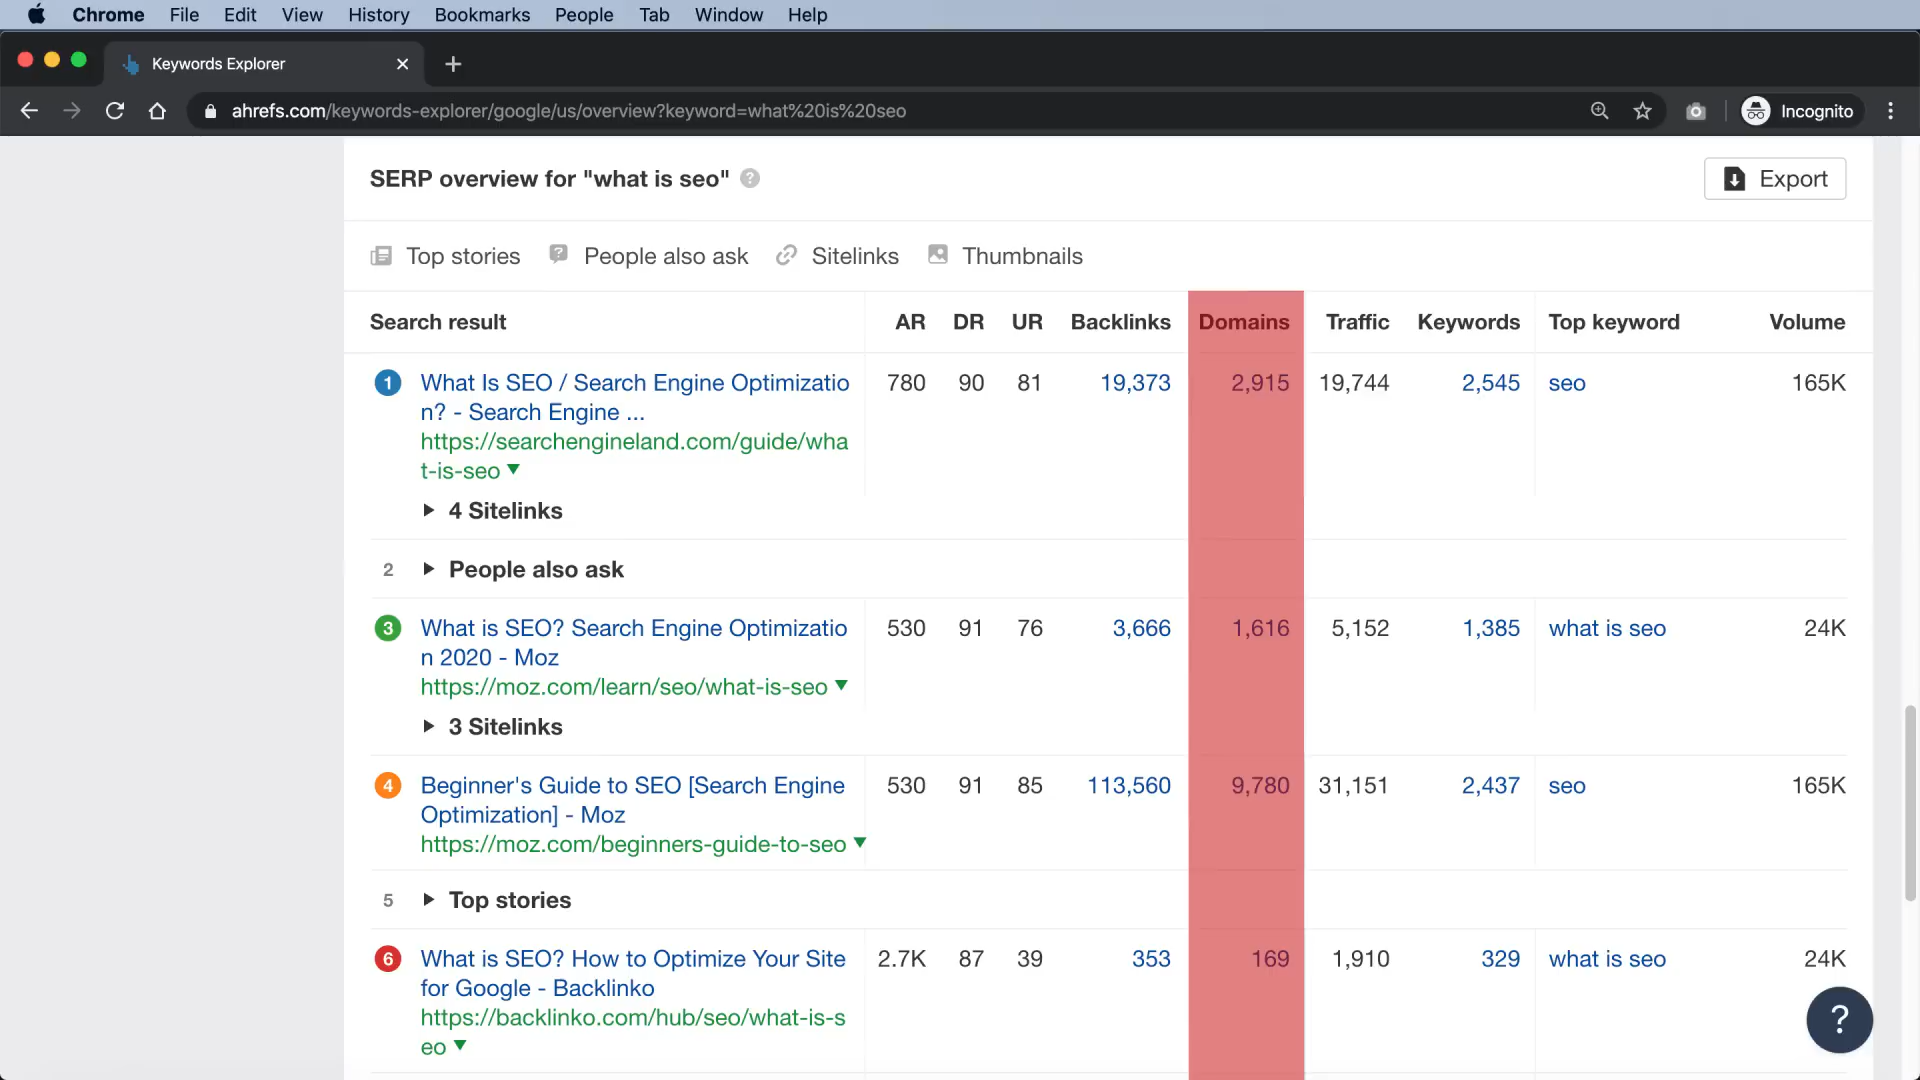 Chrome File Edit View History Bookmarks People Tab Window Help
Keywords Explorer
ahrefs.com/keywords-explorer/google/us/overview?keyword=what%20is%20seo
Incognito
SERP overview for "what is seo" ?
Export
Top stories ? People also ask Sitelinks Thumbnails
Search result AR DR UR Backlinks Domains Traffic Keywords Top keyword Volume
1 What Is SEO / Search Engine Optimizatio 780 90 81 19,373 2,915 19,744 2,545 seo 165K
n? - Search Engine ...
https://searchengineland.com/guide/wha
t-is-seo
4 Sitelinks
2 People also ask
3 What is SEO? Search Engine Optimizatio 530 91 76 3,666 1,616 5,152 1,385 what is seo 24K
n 2020 - Moz
https://moz.com/learn/seo/what-is-seo
3 Sitelinks
4 Beginner's Guide to SEO [Search Engine 530 91 85 113,560 9,780 31,151 2,437 seo 165K
Optimization] - Moz
https://moz.com/beginners-guide-to-seo
5 Top stories
6 What is SEO? How to Optimize Your Site 2.7K 87 39 353 169 1,910 329 what is seo 24K
for Google - Backlinko
https://backlinko.com/hub/seo/what-is-s
eo
?